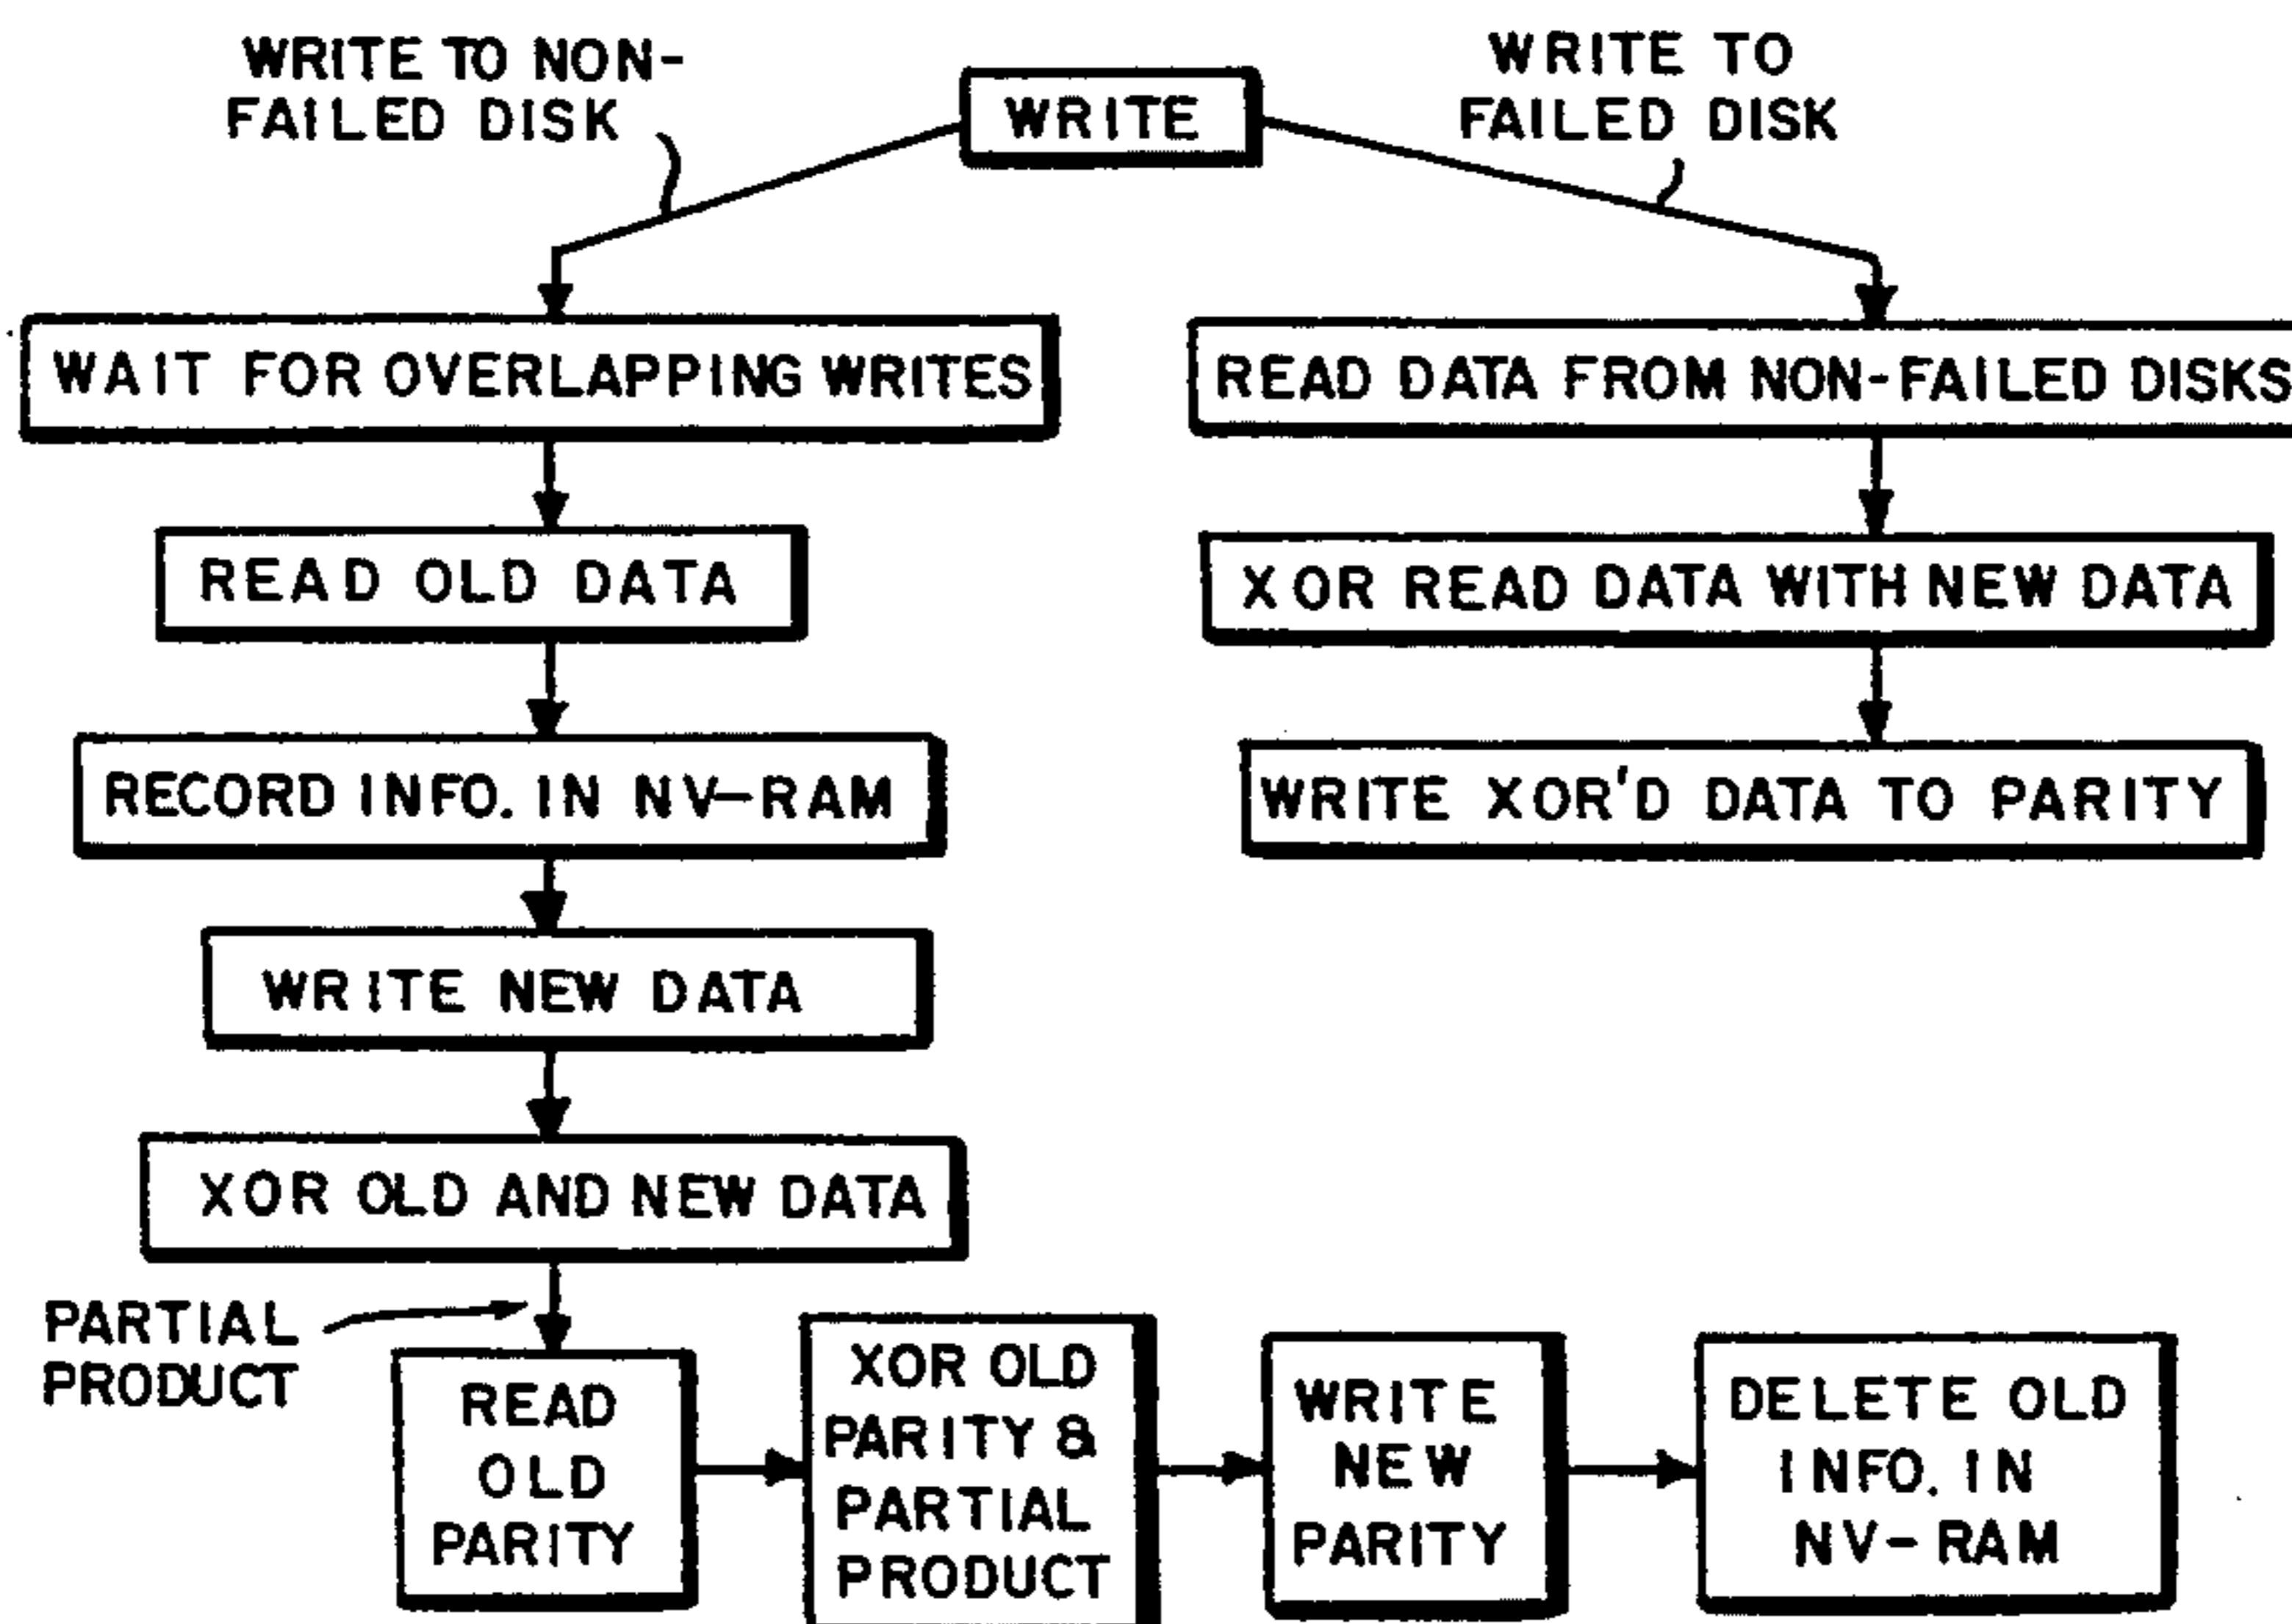 WRITE TO NON-
FAILED DISK
WRITE
WRITE TO
FAILED DISK
WAIT FOR OVERLAPPING WRITES
READ OLD DATA
RECORD INFO. IN NV-RAM
WRITE NEW DATA
XOR OLD AND NEW DATA
PARTIAL
PRODUCT
READ
OLD
PARITY
XOR OLD
PARITY &
PARTIAL
PRODUCT
WRITE
NEW
PARITY
DELETE OLD
INFO. IN
NV-RAM
READ DATA FROM NON-FAILED DISKS
XOR READ DATA WITH NEW DATA
WRITE XOR'D DATA TO PARITY